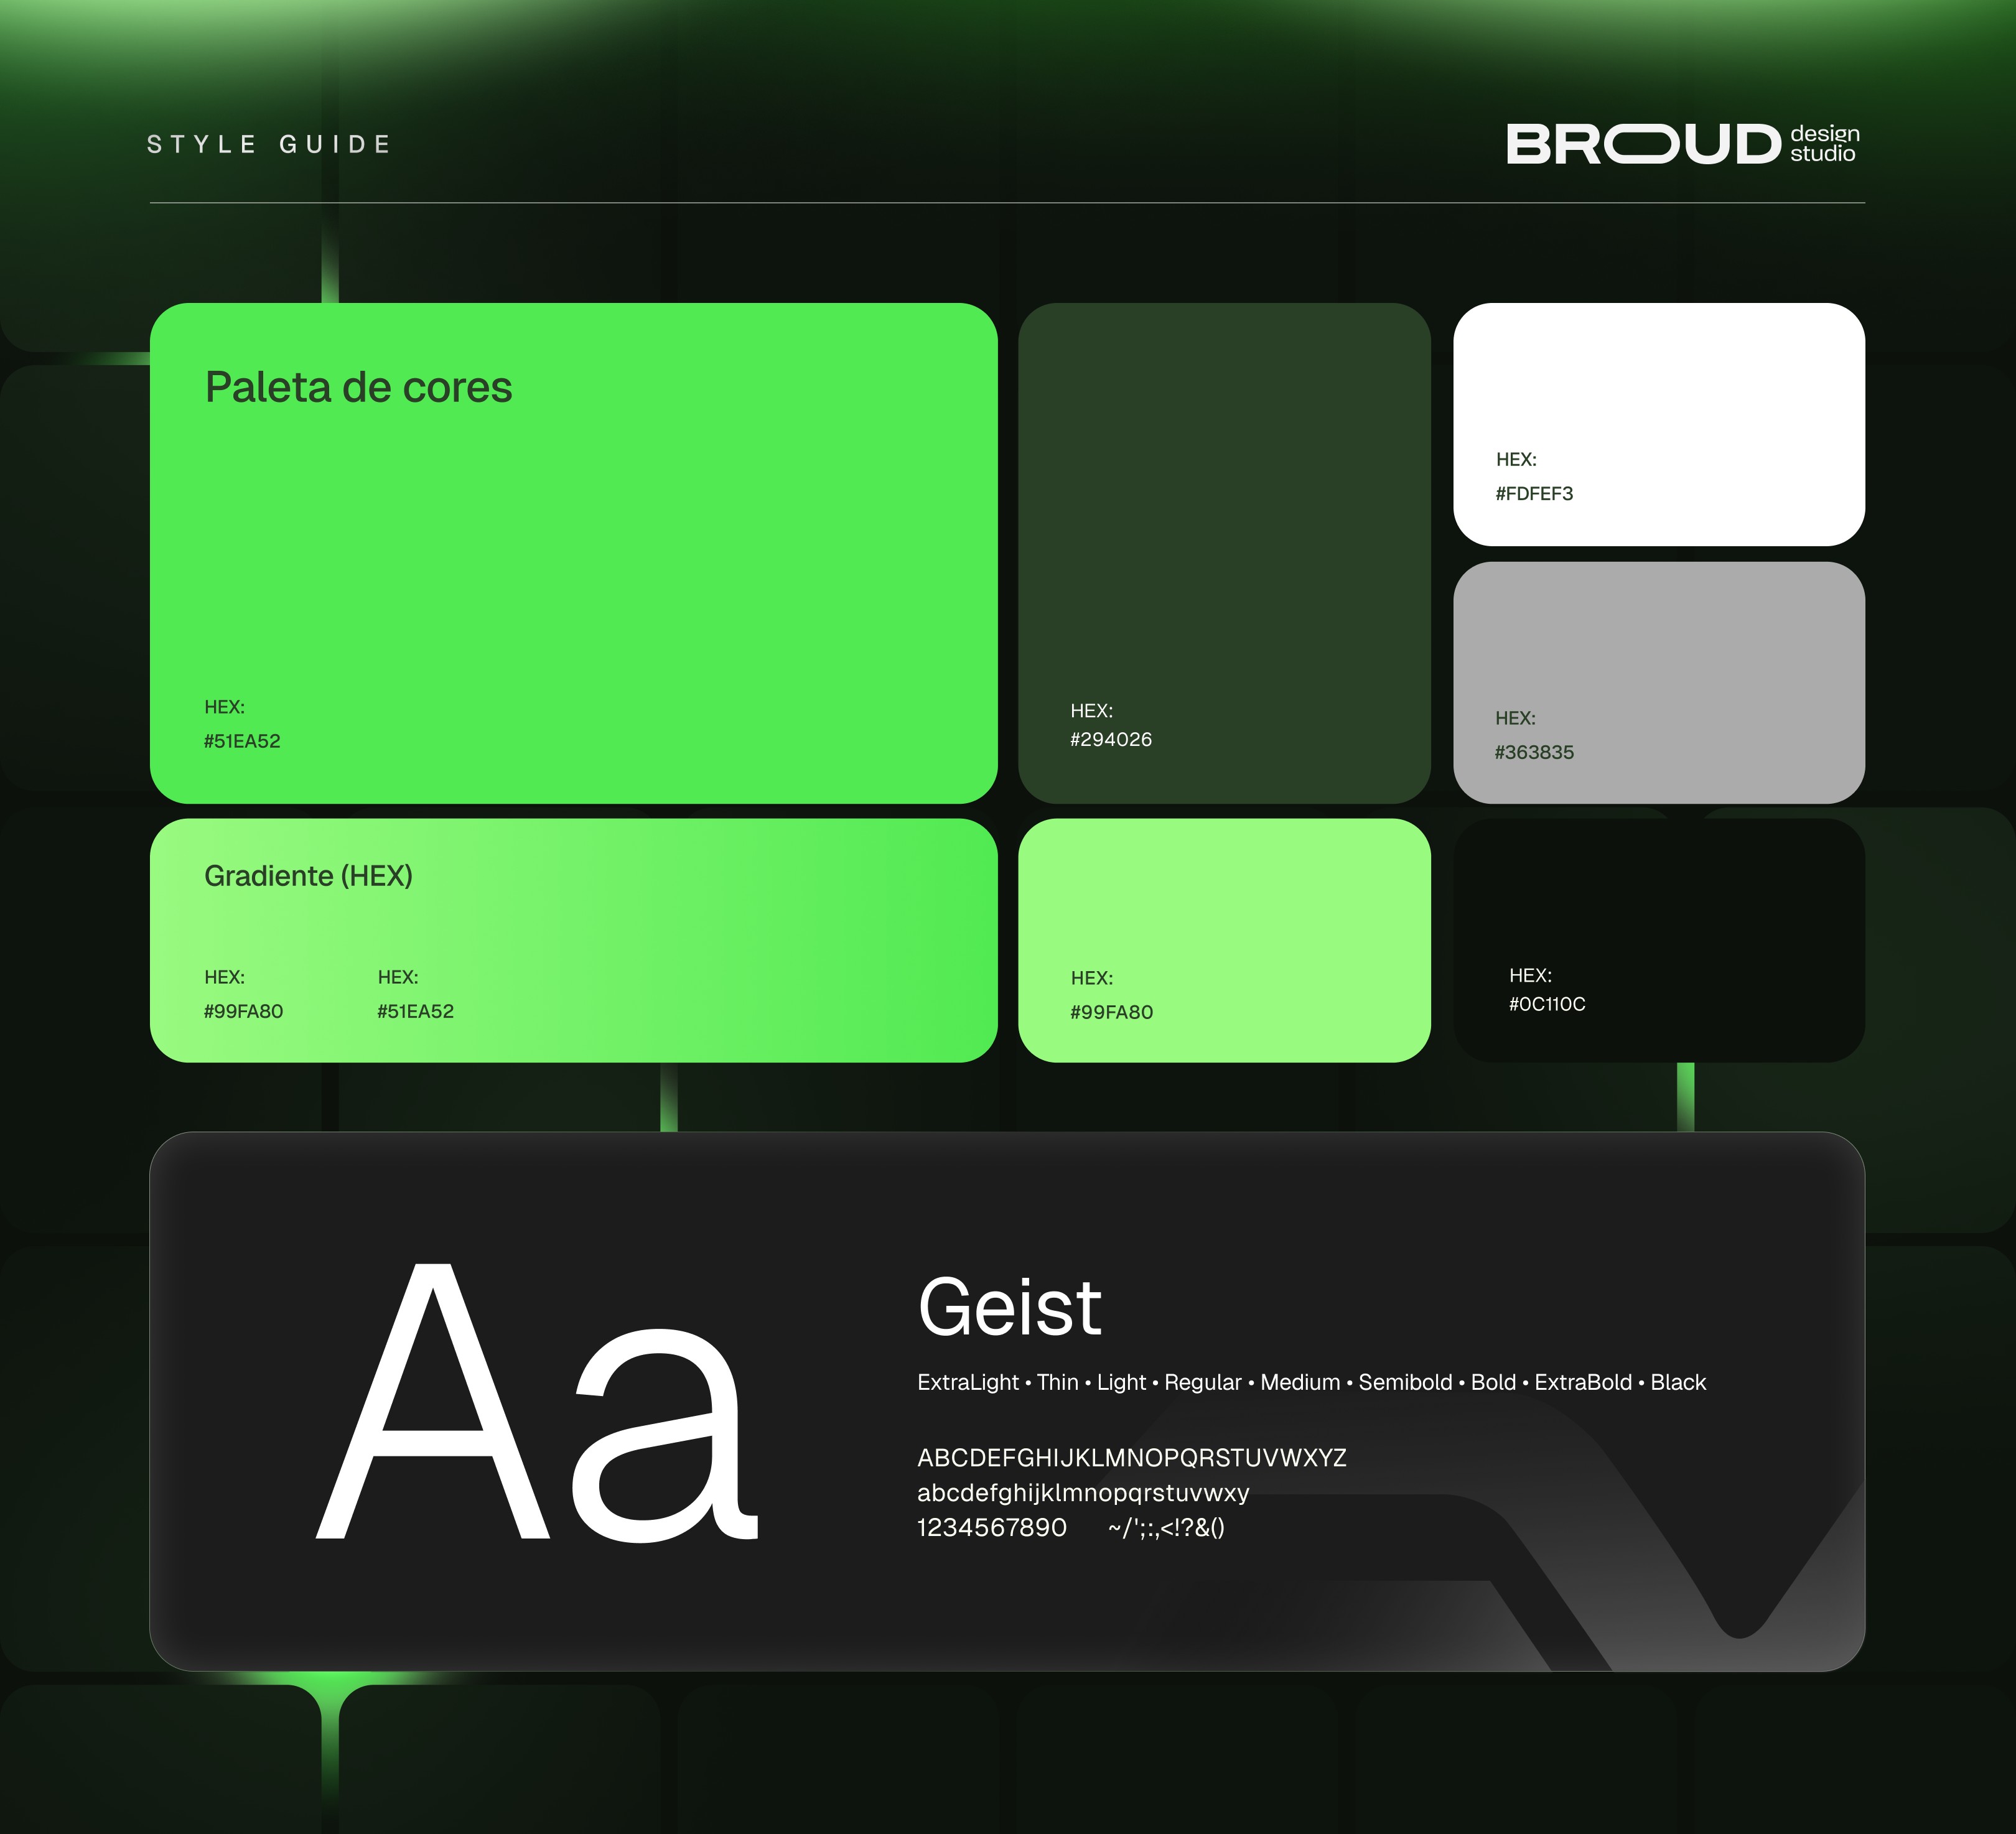 STYLE GUIDE
BROUD design studio
Paleta de cores
HEX:
#51EA52
HEX:
#294026
HEX:
#FDFEF3
HEX:
#363835
Gradiente (HEX)
HEX:
#99FA80
HEX:
#51EA52
HEX:
#99FA80
HEX:
#0C110C
Aa
Geist
ExtraLight • Thin • Light • Regular • Medium • Semibold • Bold • ExtraBold • Black
ABCDEFGHIJKLMNOPQRSTUVWXYZ
abcdefghijklmnopqrstuvwxy
1234567890 ~/';:,<!?&()